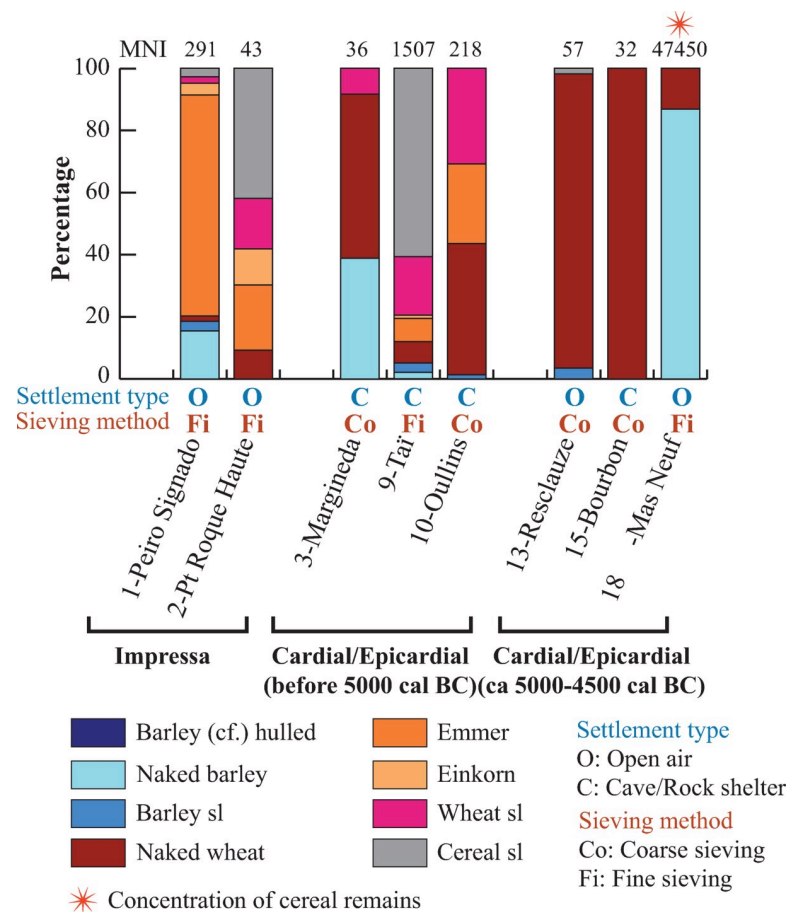 MNI 291 43 36 1507 218 57 32 47450
100
80
60
40
20
0
Percentage
Settlement type O O C C C O C O
Sieving method Fi Fi Co Fi Co Co Co Fi
1-Peiro Signado
2-Pt Roque Haute
3-Margineda
9-Taï
10-Oullins
13-Resclauze
15-Bourbon
18 -Mas Neuf
Impressa
Cardial/Epicardial
(before 5000 cal BC)
Cardial/Epicardial
(ca 5000-4500 cal BC)
Barley (cf.) hulled
Naked barley
Barley sl
Naked wheat
Emmer
Einkorn
Wheat sl
Cereal sl
Settlement type
O: Open air
C: Cave/Rock shelter
Sieving method
Co: Coarse sieving
Fi: Fine sieving
Concentration of cereal remains